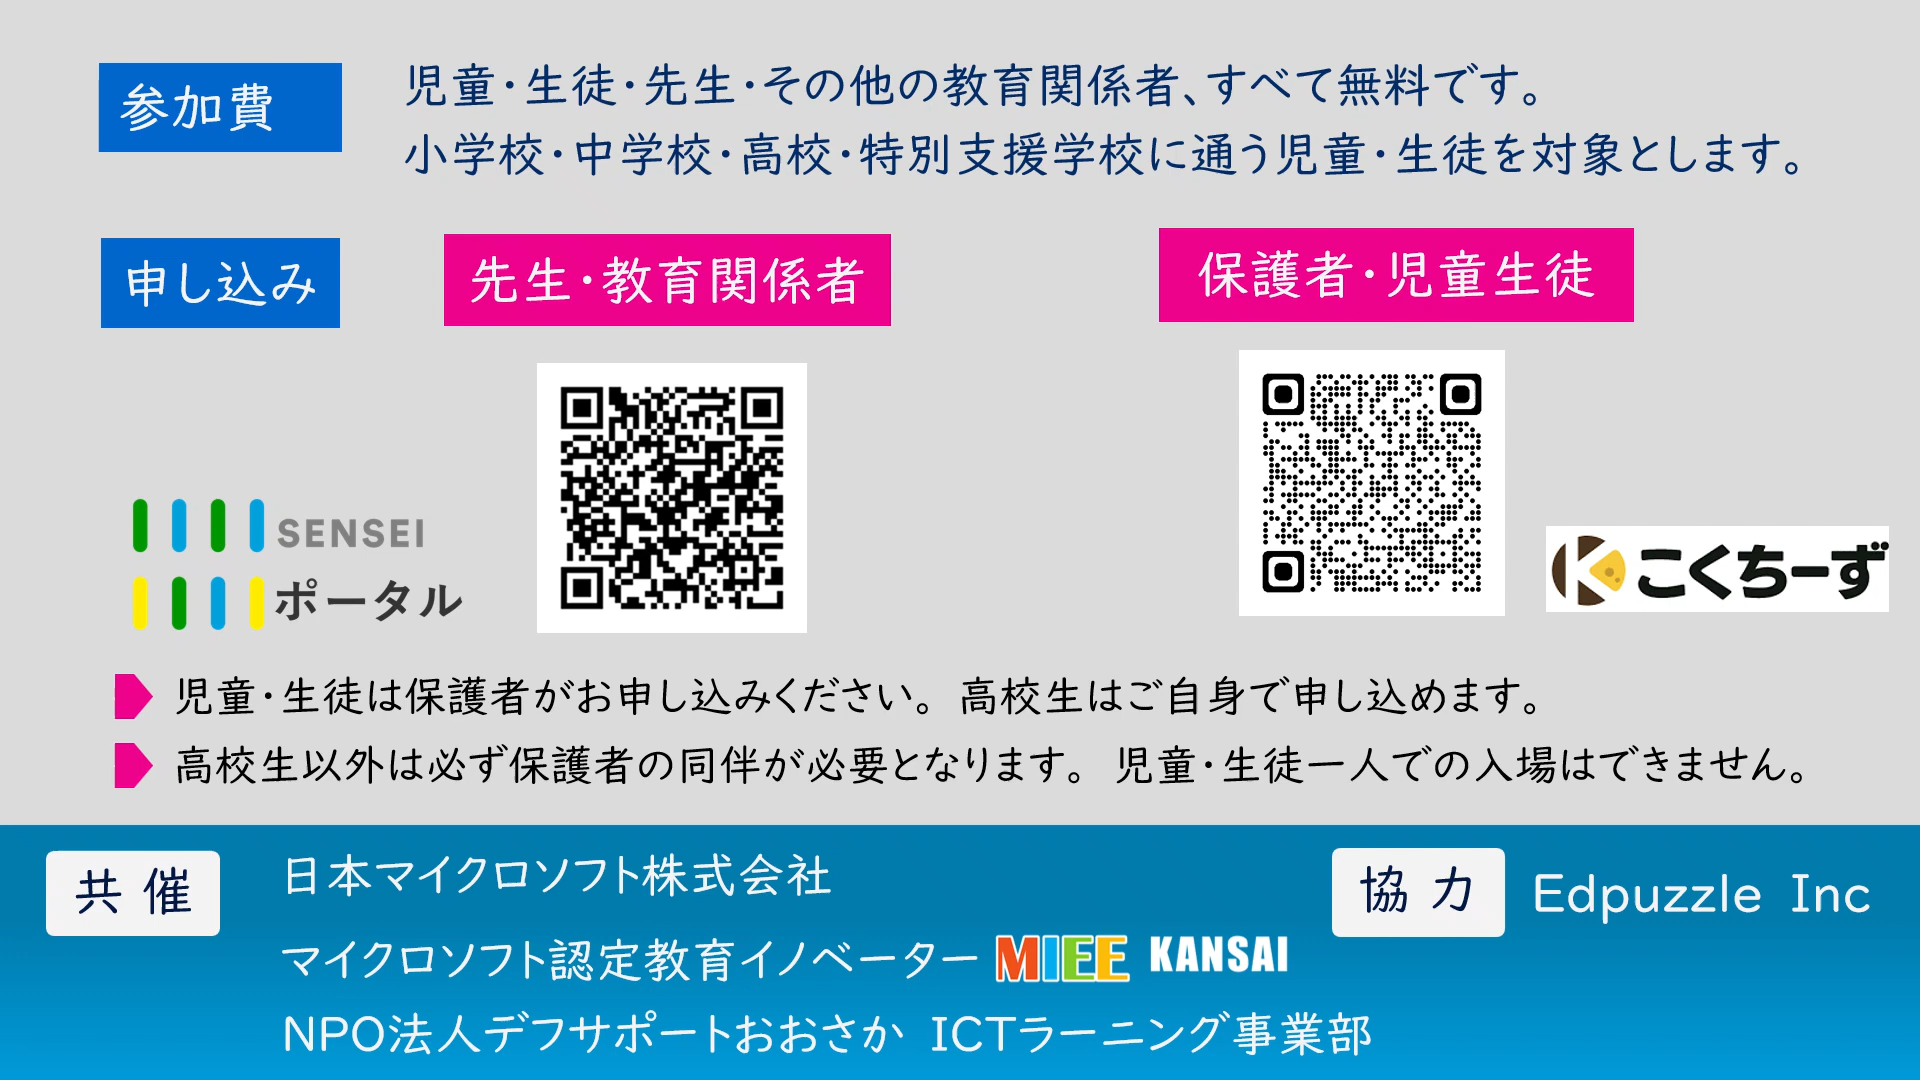 参加費
児童・生徒・先生・その他の教育関係者、すべて無料です。
小学校・中学校・高校・特別支援学校に通う児童・生徒を対象とします。
申し込み
先生・教育関係者
保護者・児童生徒
SENSEI
ポータル
こくちーず
児童・生徒は保護者がお申し込みください。高校生はご自身で申し込めます。
高校生以外は必ず保護者の同伴が必要となります。児童・生徒一人での入場はできません。
共 催
日本マイクロソフト株式会社
マイクロソフト認定教育イノベーター MIEE KANSAI
NPO法人デフサポートおおさか ICTラーニング事業部
協 力
Edpuzzle Inc